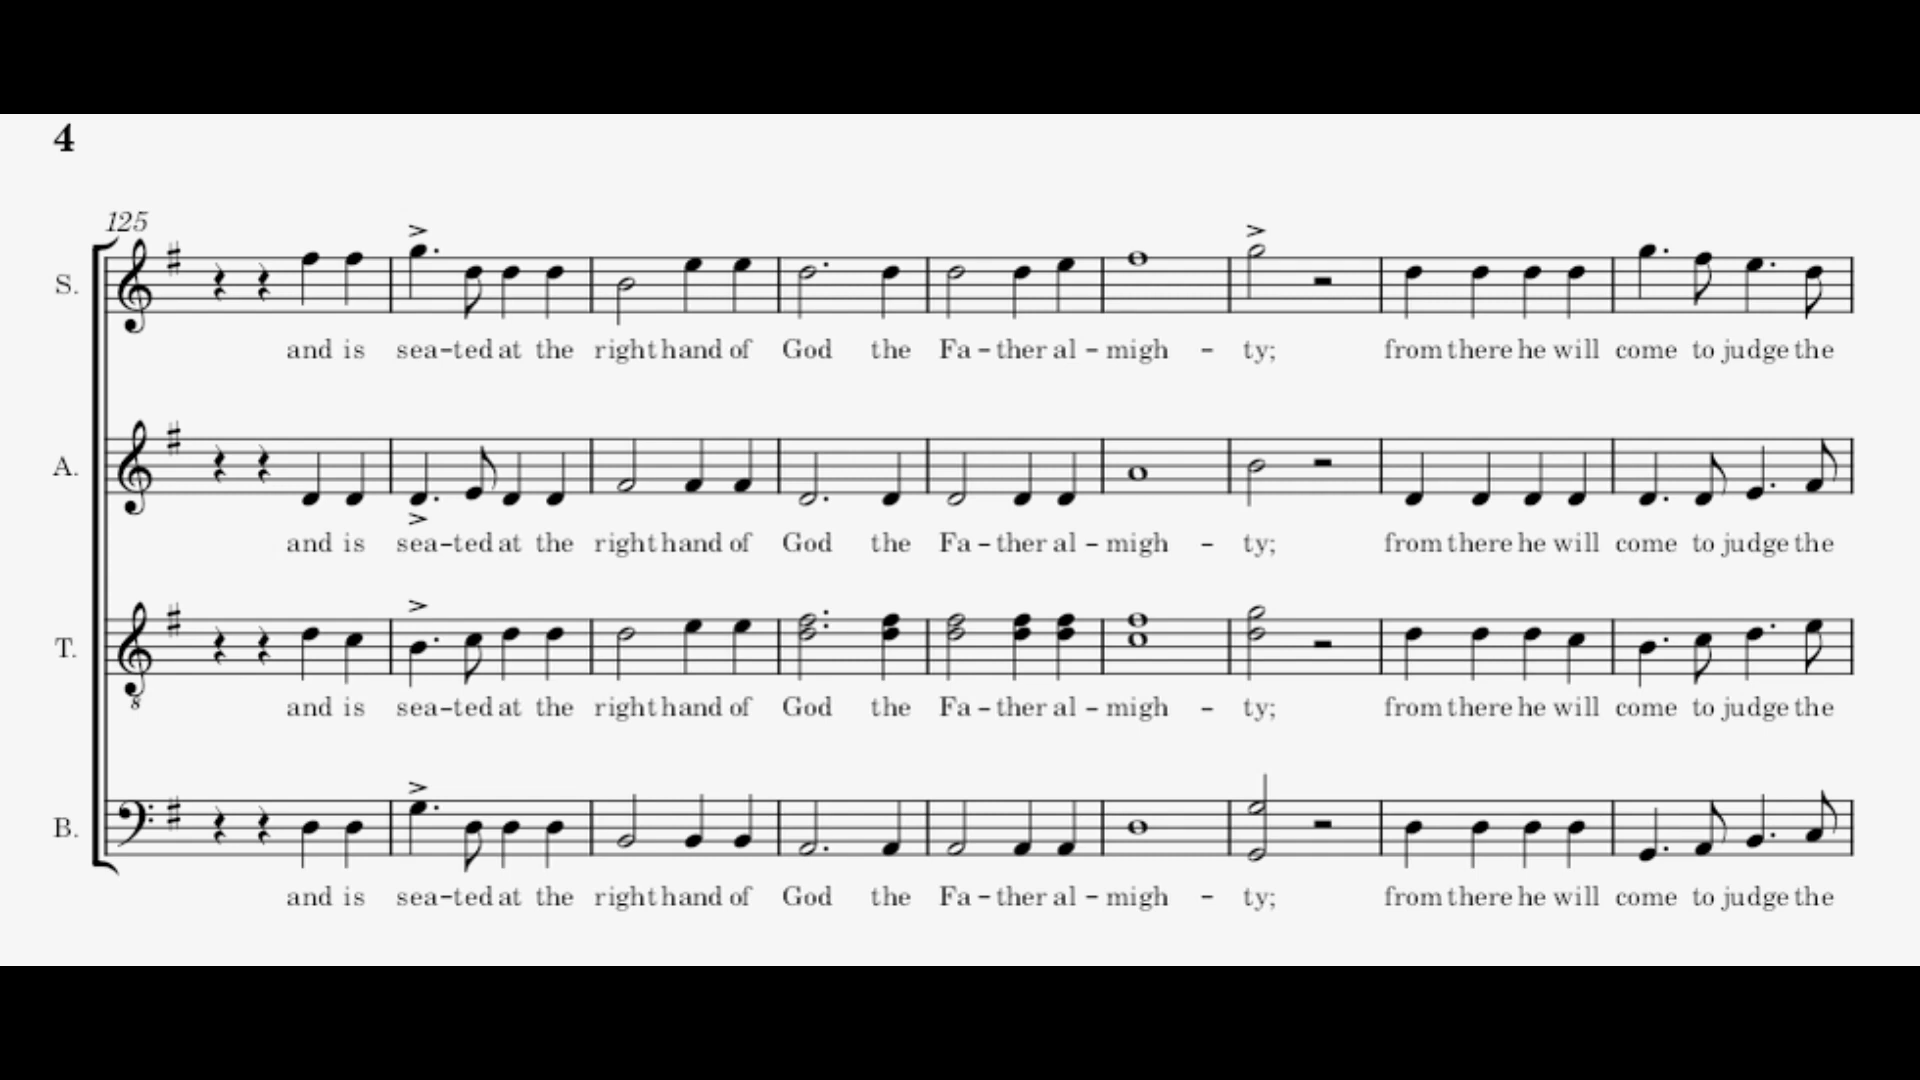 4
125
S.
and is sea-ted at the right hand of God the Fa-ther al-migh-ty; from there he will come to judge the
A.
and is sea-ted at the right hand of God the Fa-ther al-migh-ty; from there he will come to judge the
T.
8
and is sea-ted at the right hand of God the Fa-ther al-migh-ty; from there he will come to judge the
B.
and is sea-ted at the right hand of God the Fa-ther al-migh-ty; from there he will come to judge the